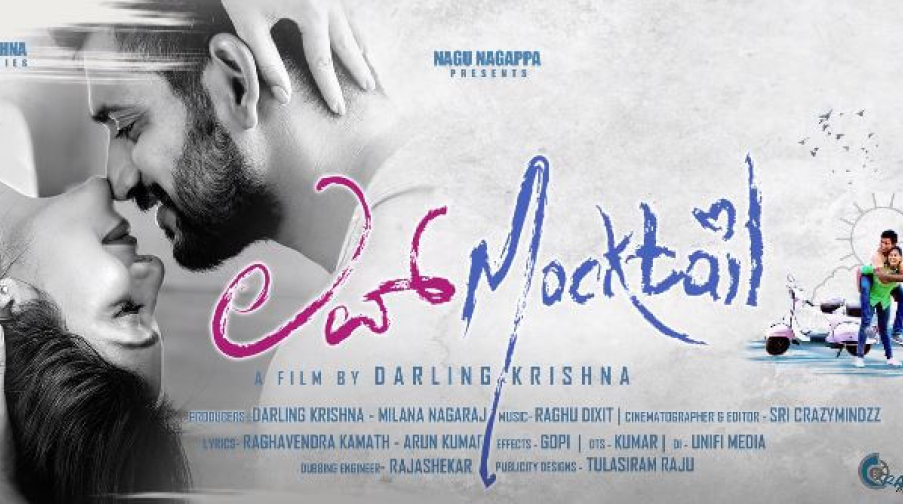 HNA
IES
NAGU NAGAPPA
PRESENTS
ಲವ್ Mocktail
A FILM BY DARLING KRISHNA
PRODUCERS- DARLING KRISHNA - MILANA NAGARAJ MUSIC- RAGHU DIXIT | CINEMATOGRAPHER & EDITOR - SRI CRAZYMINDZZ
LYRICS- RAGHAVENDRA KAMATH - ARUN KUMAR EFFECTS - GOPI | DTS - KUMAR | DI - UNIFI MEDIA
DUBBING ENGINEER- RAJASHEKAR PUBLICITY DESIGNS - TULASIRAM RAJU